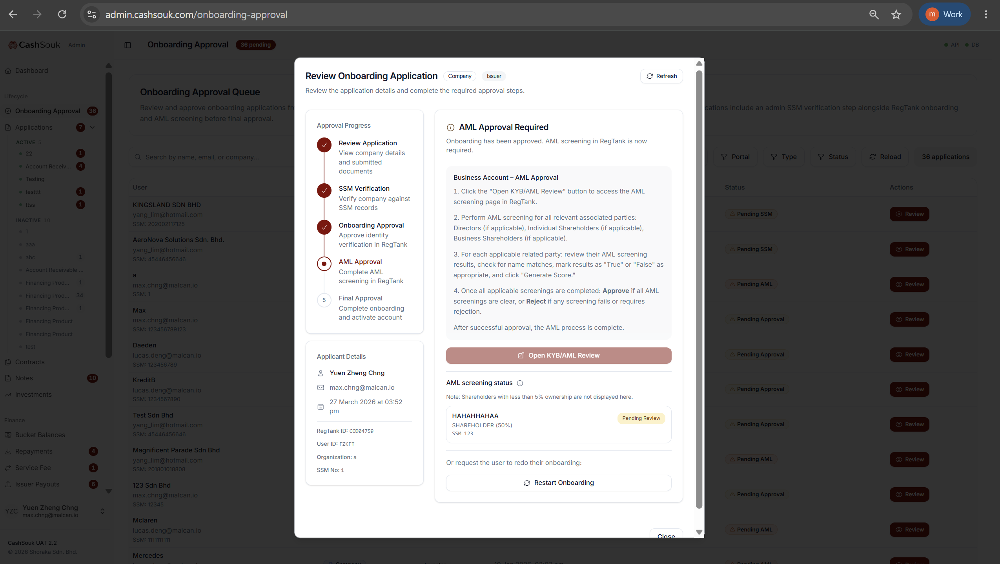 admin.cashsouk.com/onboarding-approval
m Work
CashSouk Admin
Onboarding Approval 36 pending
API DB
Dashboard
Lifecycle
Onboarding Approval 36
Applications 7
ACTIVE 5
22 1
Account Receiv... 4
Testing
testttt 1
ttss 1
INACTIVE 10
1
aaa
abc 1
Account Receivable ...
Financing Prod... 1
Financing Prod... 34
Financing Prod... 1
Financing Product
Financing Product
test
Contracts
Notes 10
Investments
Finance
Bucket Balances
Repayments 4
Service Fee 1
Issuer Payouts 6
YZC Yuen Zheng Chng
max.chng@malcan.io
CashSouk UAT 2.2
© 2026 Shoraka Sdn. Bhd.
Onboarding Approval Queue
Review and approve onboarding applications fr
cations include an admin SSM verification step alongside RegTank onboarding
and AML screening before final approval.
Search by name, email, or company...
Portal Type Status Reload 36 applications
User Status Actions
KINGSLAND SDN BHD
yang_lim@hotmail.com
SSM: 202002117125
Pending SSM Review
AeroNova Solutions Sdn. Bhd.
yang_lim@hotmail.com
SSM: 45446456646
Pending SSM Review
a
max.chng@malcan.io
SSM: 1
Pending AML Review
Max
max.chng@malcan.io
SSM: 123456789123
Pending Approval Review
Daeden
lucas.deng@malcan.io
SSM: 123456789
Pending Approval Review
KreditB
lucas.deng@malcan.io
SSM: 1234567890
Pending Approval Review
Test Sdn Bhd
yang_lim@hotmail.com
SSM: 45446456646
Pending Approval Review
Magnificent Parade Sdn Bhd
yang_lim@hotmail.com
SSM: 201801018808
Pending AML Review
123 Sdn Bhd
max.chng@malcan.io
SSM: 12345
Pending Approval Review
Mclaren
lucas.deng@malcan.io
SSM: 1111111111
Pending AML Review
Mercedes
Review Onboarding Application Company Issuer
Refresh
Review the application details and complete the required approval steps.
Approval Progress
Review Application
View company details
and submitted
documents
SSM Verification
Verify company against
SSM records
Onboarding Approval
Approve identity
verification in RegTank
AML Approval
Complete AML
screening in RegTank
5 Final Approval
Complete onboarding
and activate account
Applicant Details
Yuen Zheng Chng
max.chng@malcan.io
27 March 2026 at 03:52
pm
RegTank ID: COD04759
User ID: FZKFT
Organization: a
SSM No: 1
AML Approval Required
Onboarding has been approved. AML screening in RegTank is now
required.
Business Account – AML Approval
1. Click the "Open KYB/AML Review" button to access the AML
screening page in RegTank.
2. Perform AML screening for all relevant associated parties:
Directors (if applicable), Individual Shareholders (if applicable),
Business Shareholders (if applicable).
3. For each applicable related party: review their AML screening
results, check for name matches, mark results as "True" or "False" as
appropriate, and click "Generate Score."
4. Once all applicable screenings are completed: Approve if all AML
screenings are clear, or Reject if any screening fails or requires
rejection.
After successful approval, the AML process is complete.
Open KYB/AML Review
AML screening status
Note: Shareholders with less than 5% ownership are not displayed here.
HAHAHHAHAA
SHAREHOLDER (50%)
SSM 123
Pending Review
Or request the user to redo their onboarding:
Restart Onboarding
Close